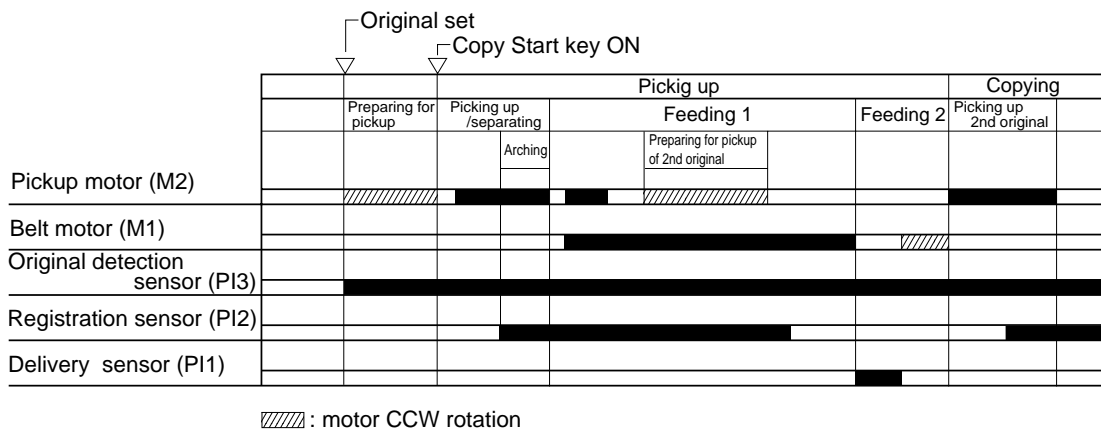 Original set
Copy Start key ON
Pickig up
Copying
Preparing for
pickup
Picking up
/separating
Feeding 1
Feeding 2
Picking up
2nd original
Arching
Preparing for pickup
of 2nd original
Pickup motor (M2)
Belt motor (M1)
Original detection
sensor (PI3)
Registration sensor (PI2)
Delivery sensor (PI1)
: motor CCW rotation